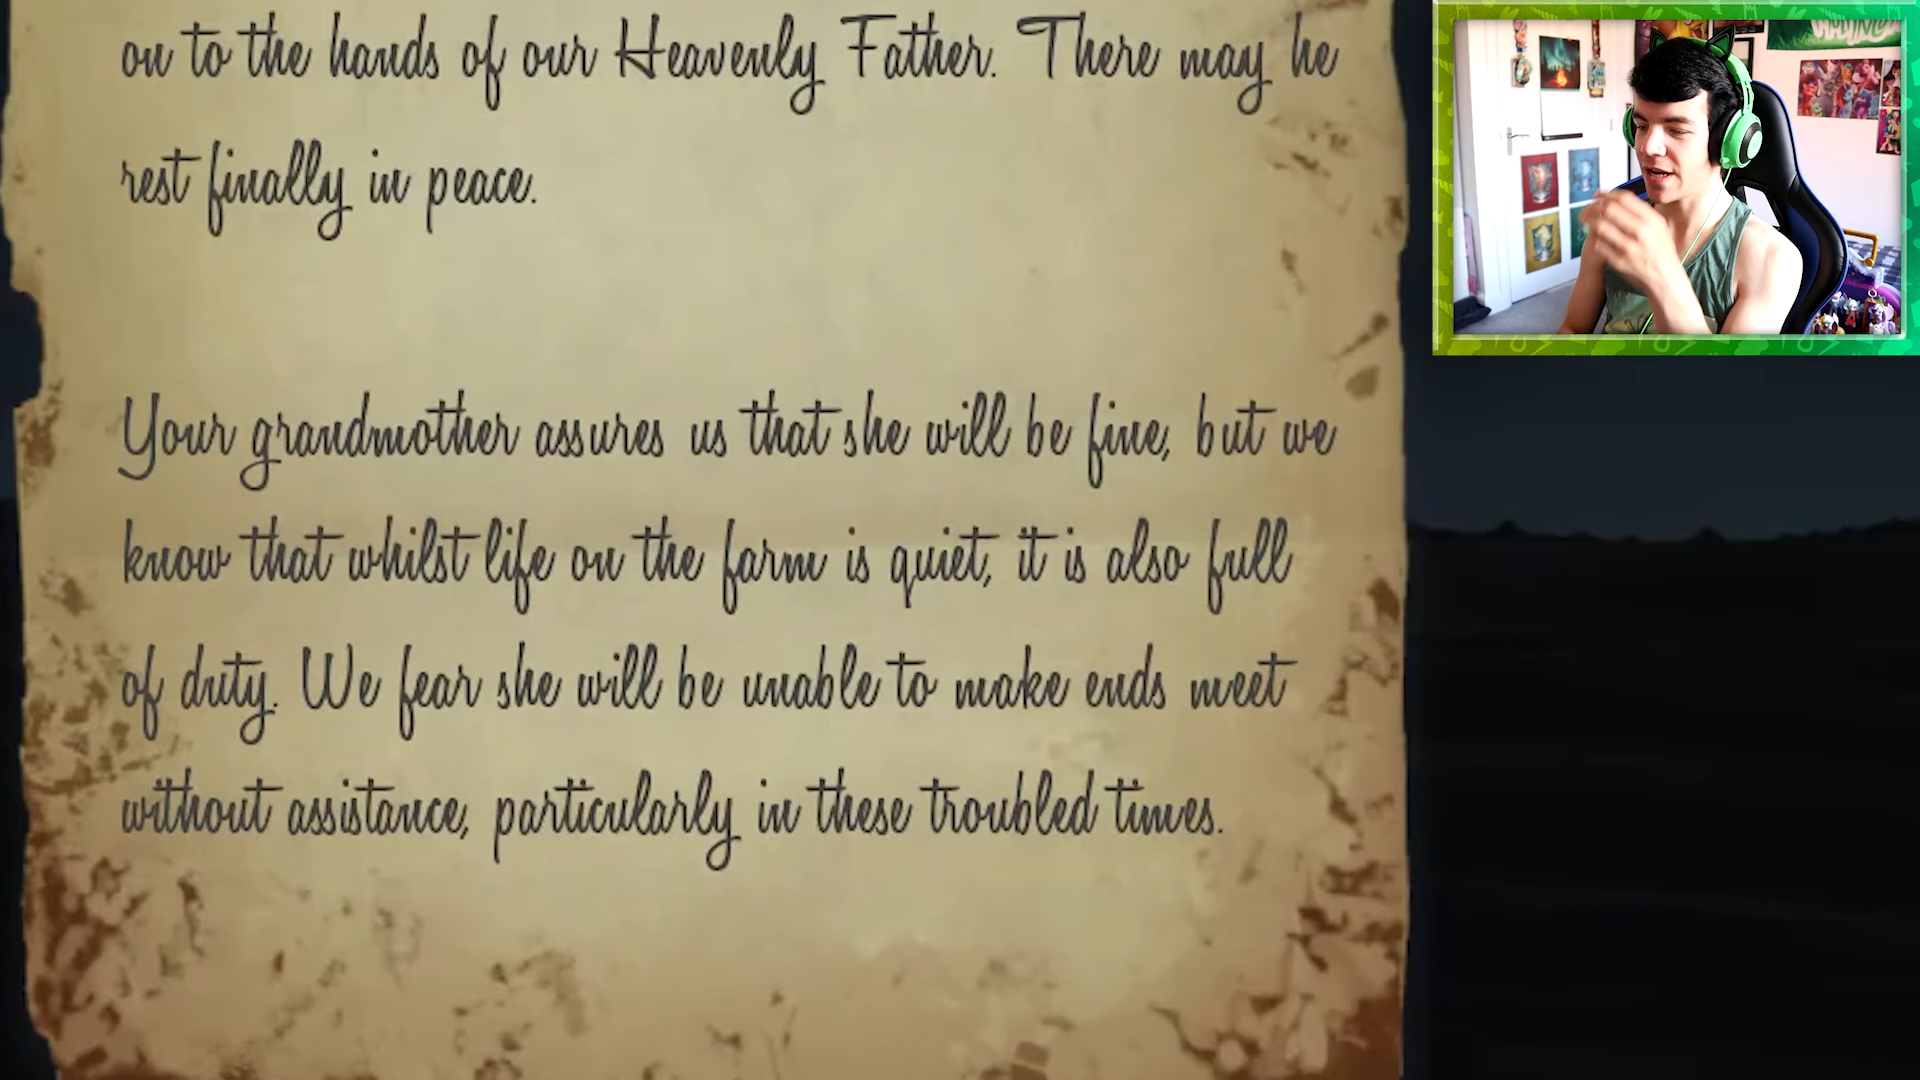 on to the hands of our Heavenly Father. There may he
rest finally in peace.
Your grandmother assures us that she will be fine, but we
know that whilst life on the farm is quiet, it is also full
of duty. We fear she will be unable to make ends meet
without assistance, particularly in these troubled times.